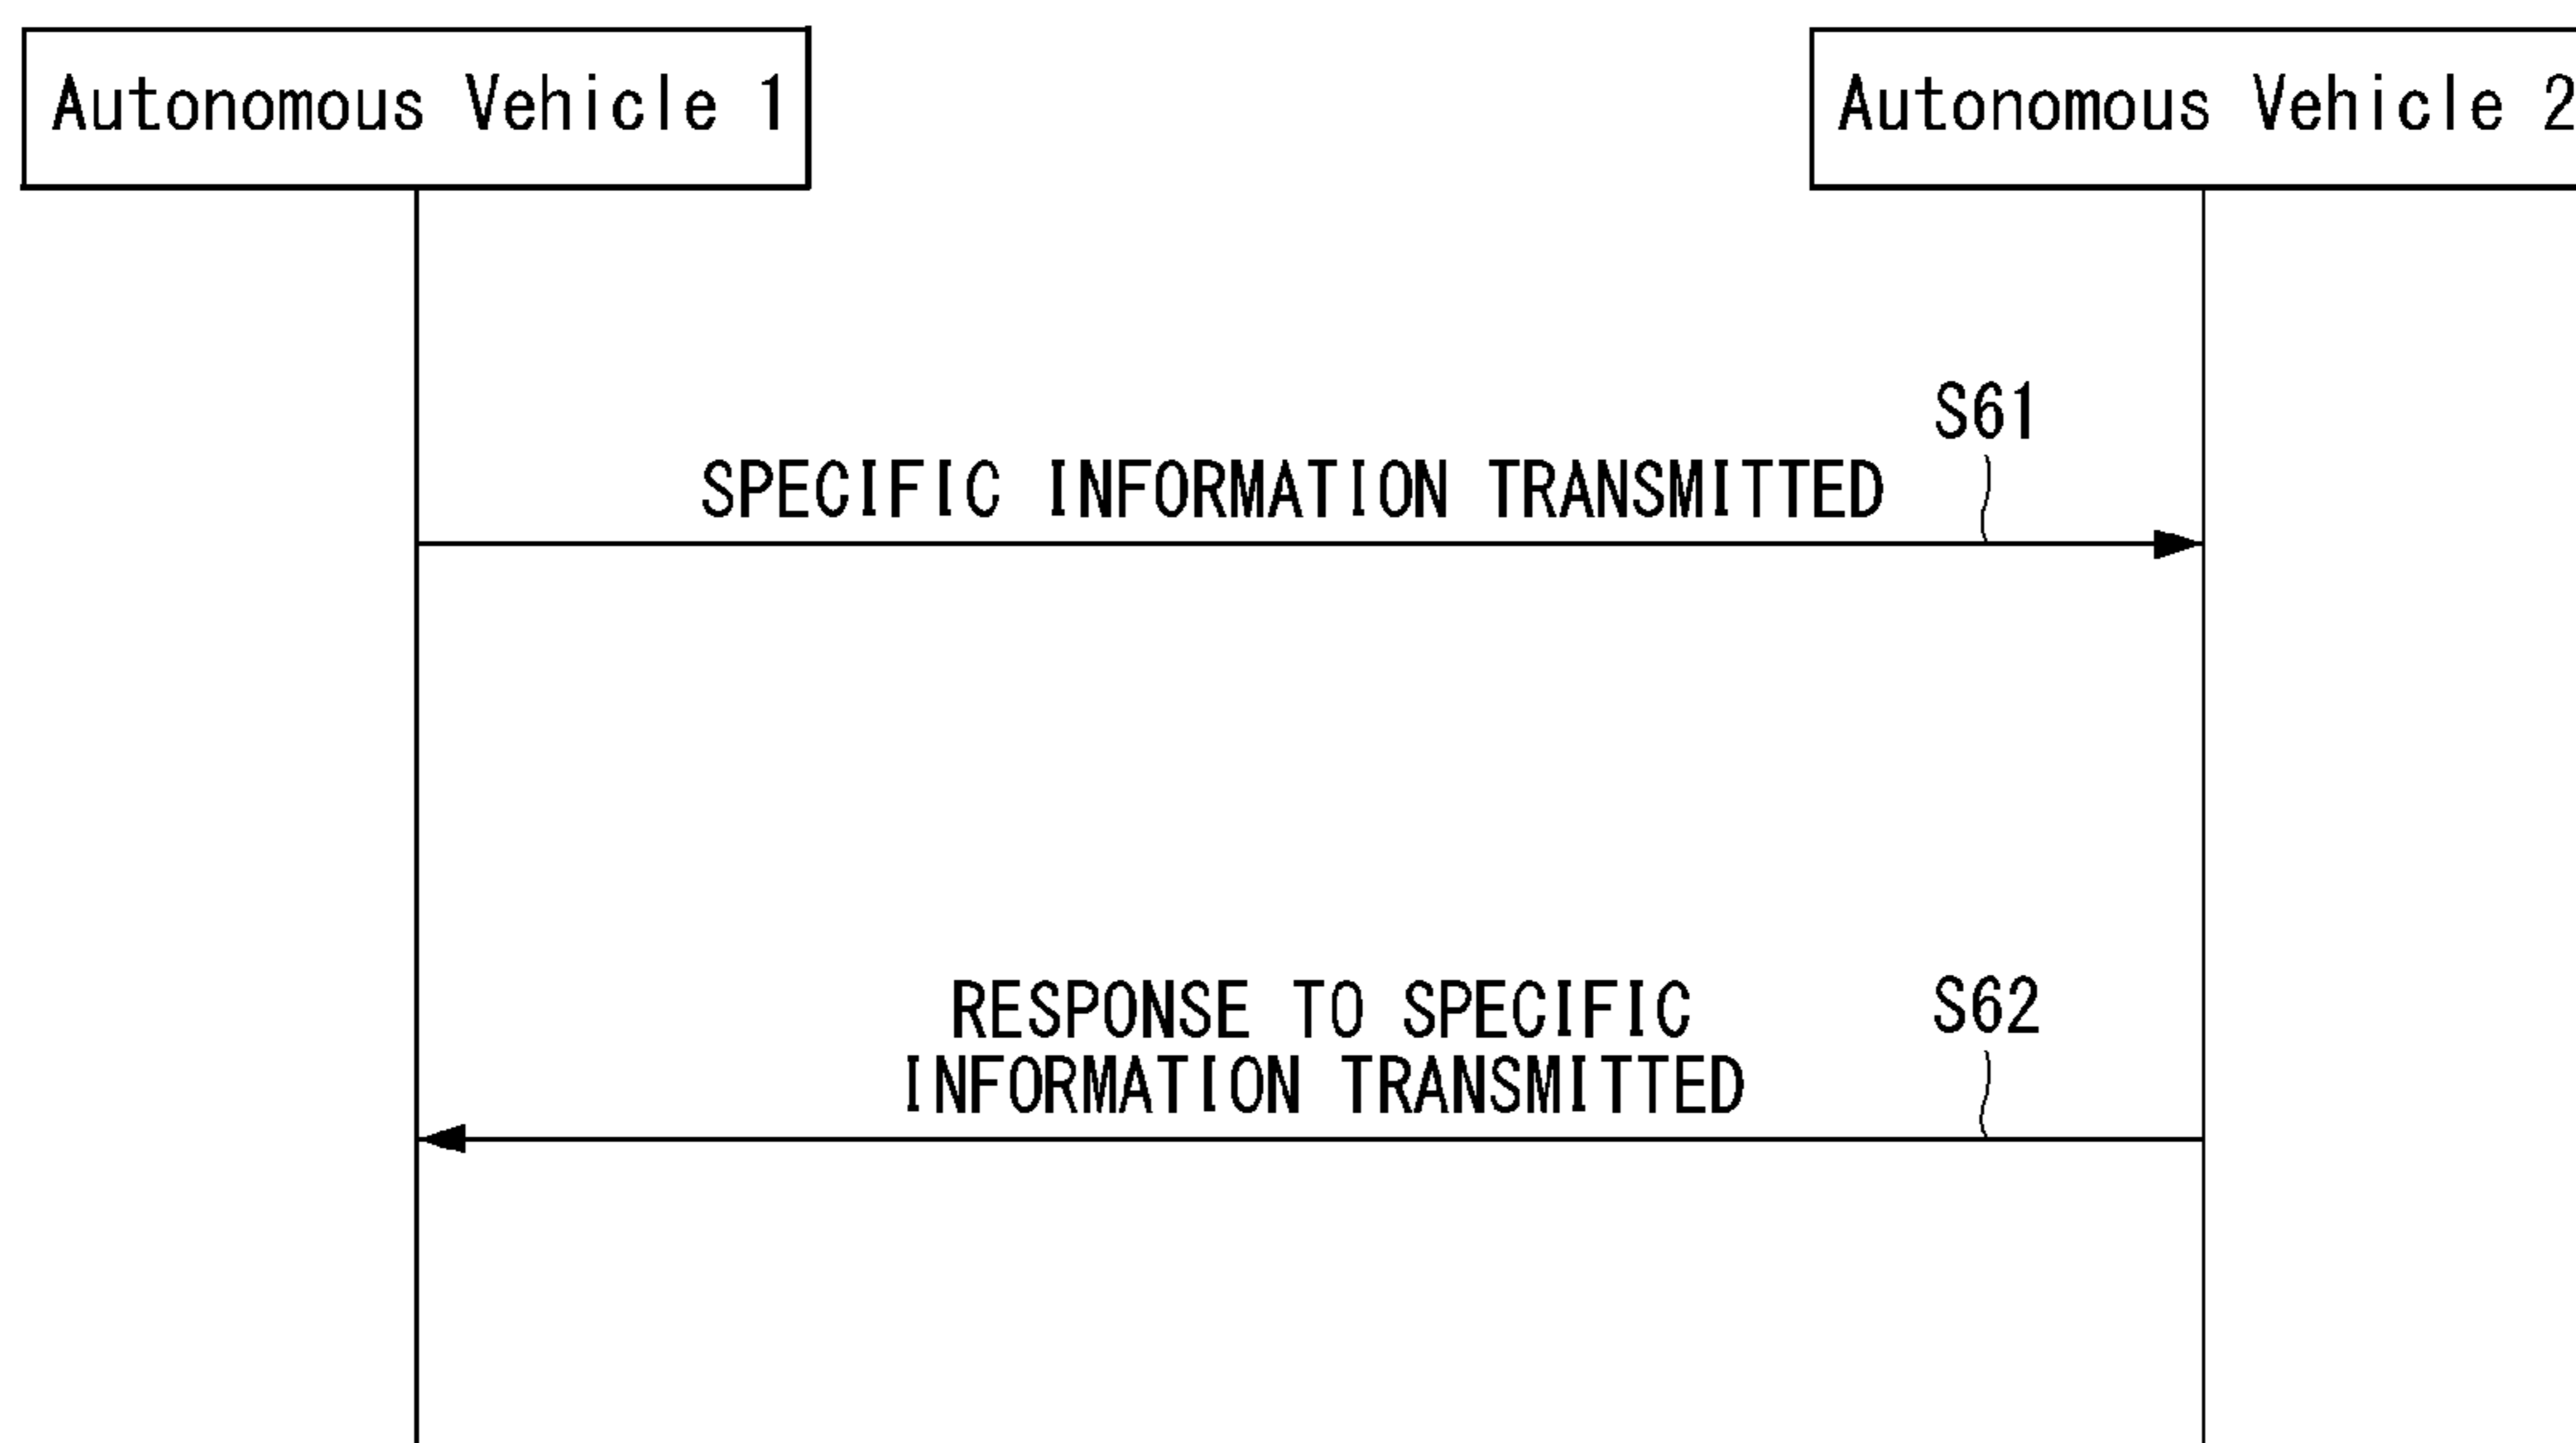 Autonomous Vehicle 1
Autonomous Vehicle 2
S61
SPECIFIC INFORMATION TRANSMITTED
RESPONSE TO SPECIFIC
INFORMATION TRANSMITTED
S62